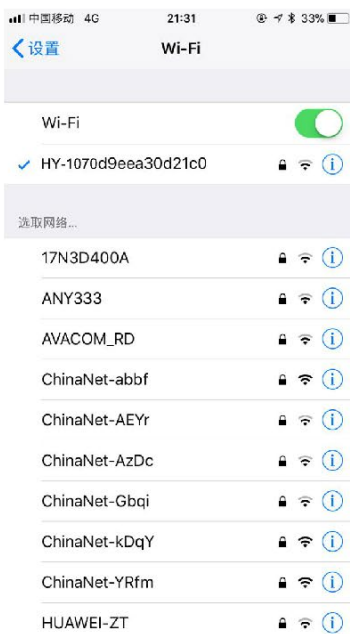 中国移动 4G 21:31 33%
设置 Wi-Fi
Wi-Fi
HY-1070d9eea30d21c0
选取网络...
17N3D400A
ANY333
AVACOM_RD
ChinaNet-abbf
ChinaNet-AEYr
ChinaNet-AzDc
ChinaNet-Gbqi
ChinaNet-kDqY
ChinaNet-YRfm
HUAWEI-ZT